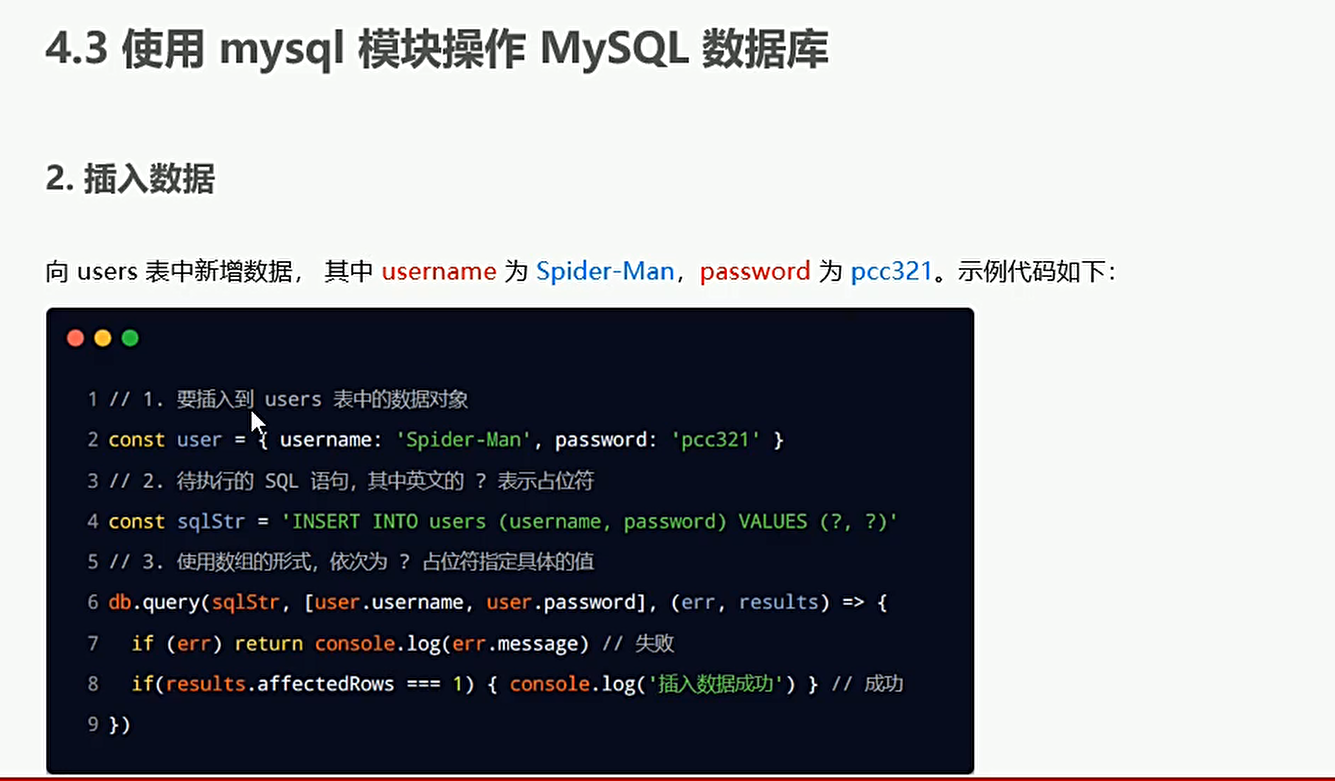 4.3 使用 mysql 模块操作 MySQL 数据库
2. 插入数据
向 users 表中新增数据， 其中 username 为 Spider-Man，password 为 pcc321。示例代码如下：
1 // 1. 要插入到 users 表中的数据对象
2 const user = { username: 'Spider-Man', password: 'pcc321' }
3 // 2. 待执行的 SQL 语句，其中英文的 ? 表示占位符
4 const sqlStr = 'INSERT INTO users (username, password) VALUES (?, ?)'
5 // 3. 使用数组的形式，依次为 ? 占位符指定具体的值
6 db.query(sqlStr, [user.username, user.password], (err, results) => {
7   if (err) return console.log(err.message) // 失败
8   if(results.affectedRows === 1) { console.log('插入数据成功') } // 成功
9 })